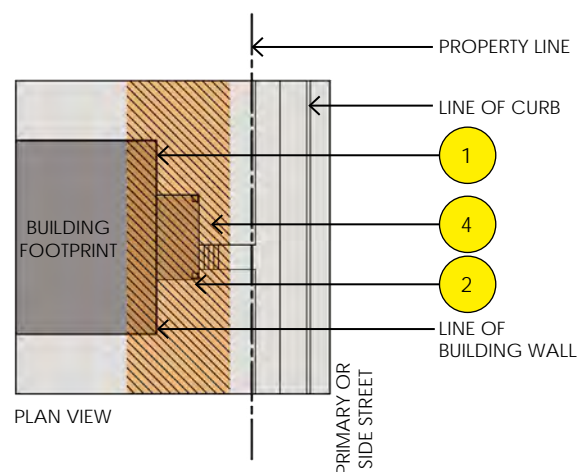 PROPERTY LINE
LINE OF CURB
1
BUILDING
FOOTPRINT
4
2
LINE OF
BUILDING WALL
PLAN VIEW
PRIMARY OR
SIDE STREET